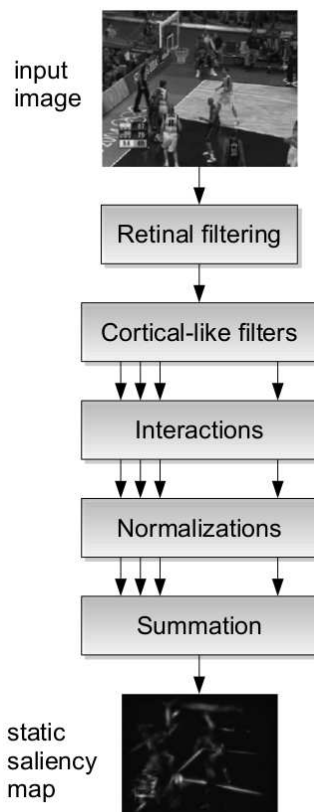 input
image
Retinal filtering
Cortical-like filters
Interactions
Normalizations
Summation
static
saliency
map